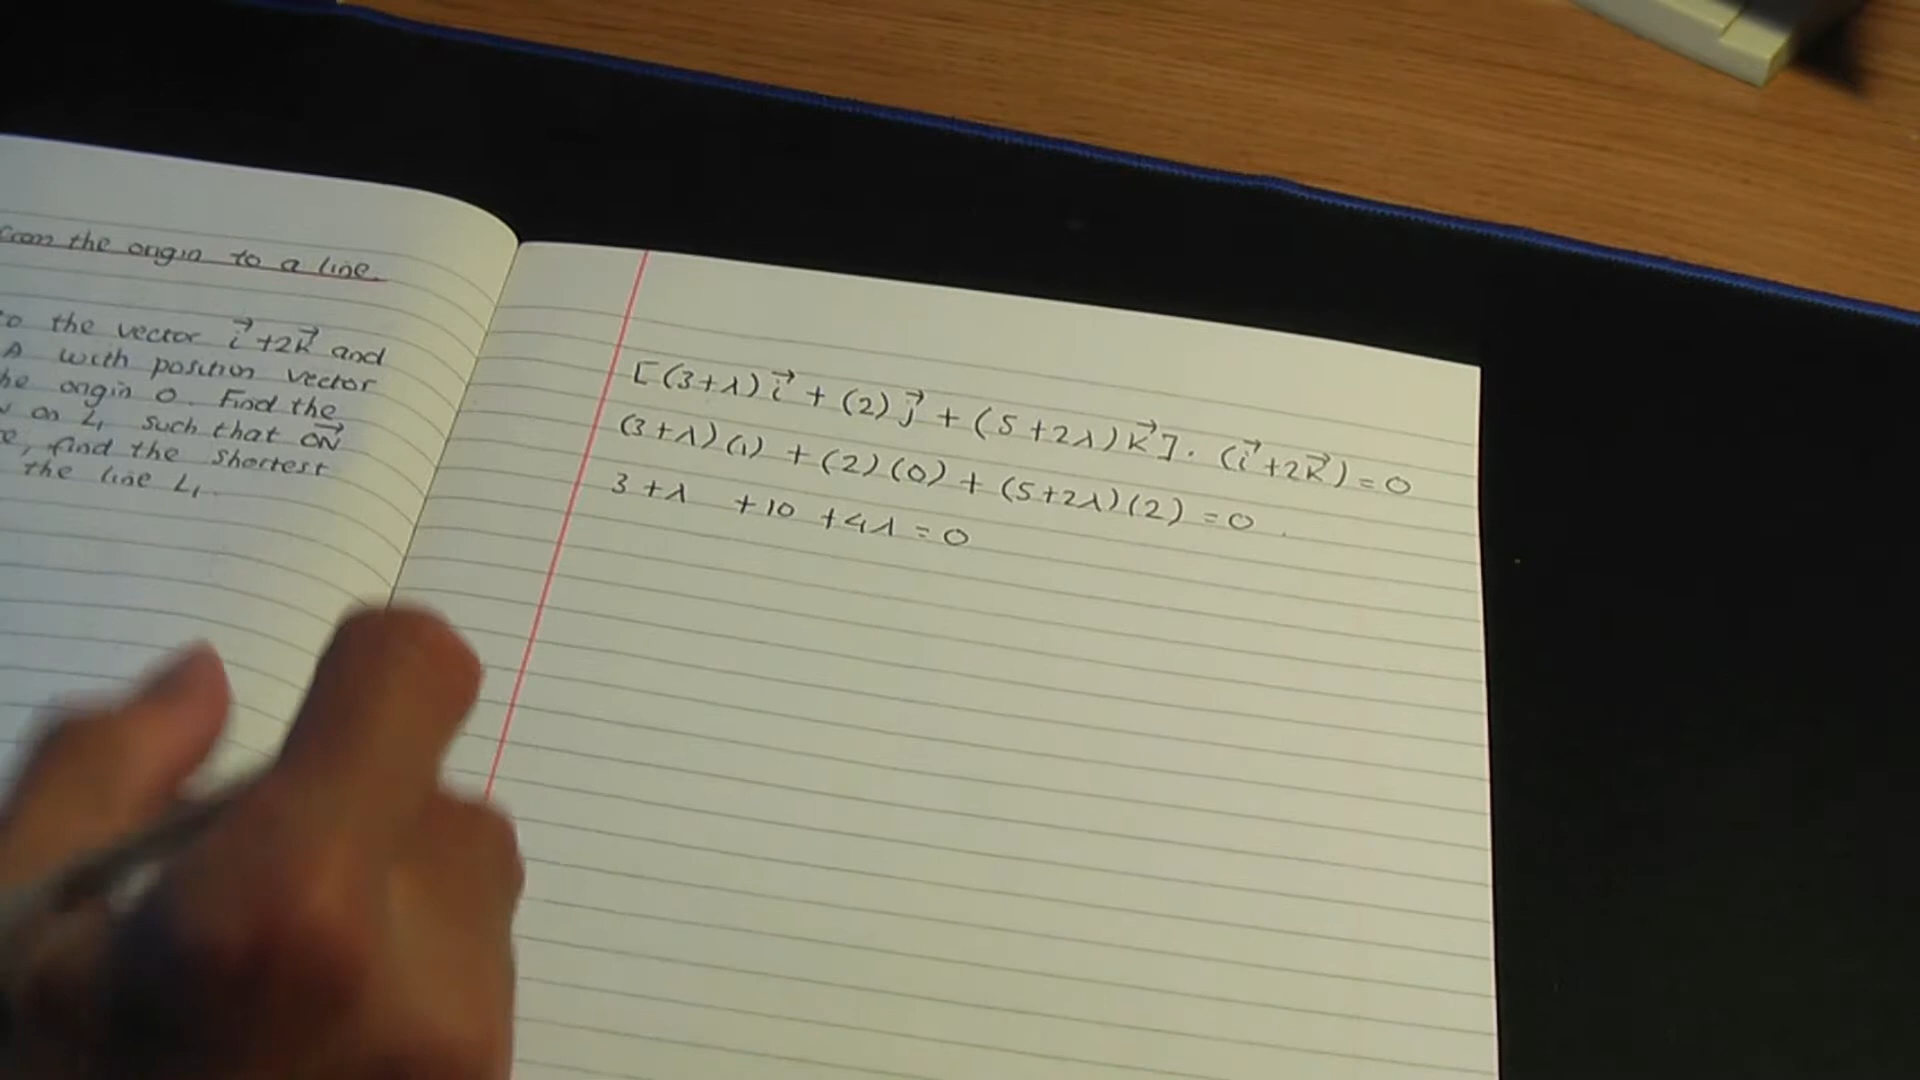 from the origin to a line.
to the vector i⃗ + 2k⃗ and
A with position vector
the origin O. Find the
on L₁ such that O⃗N⃗
find the shortest
the line L₁.
[(3+λ)i⃗ + (2)j⃗ + (5+2λ)k⃗] . (i⃗+2k⃗) = 0
(3+λ)(1) + (2)(0) + (5+2λ)(2) = 0 .
3+λ +10 +4λ = 0